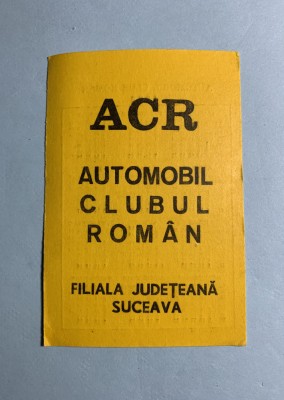 ACR
AUTOMOBIL
CLUBUL
ROMÂN
FILIALA JUDEȚEANĂ
SUCEAVA